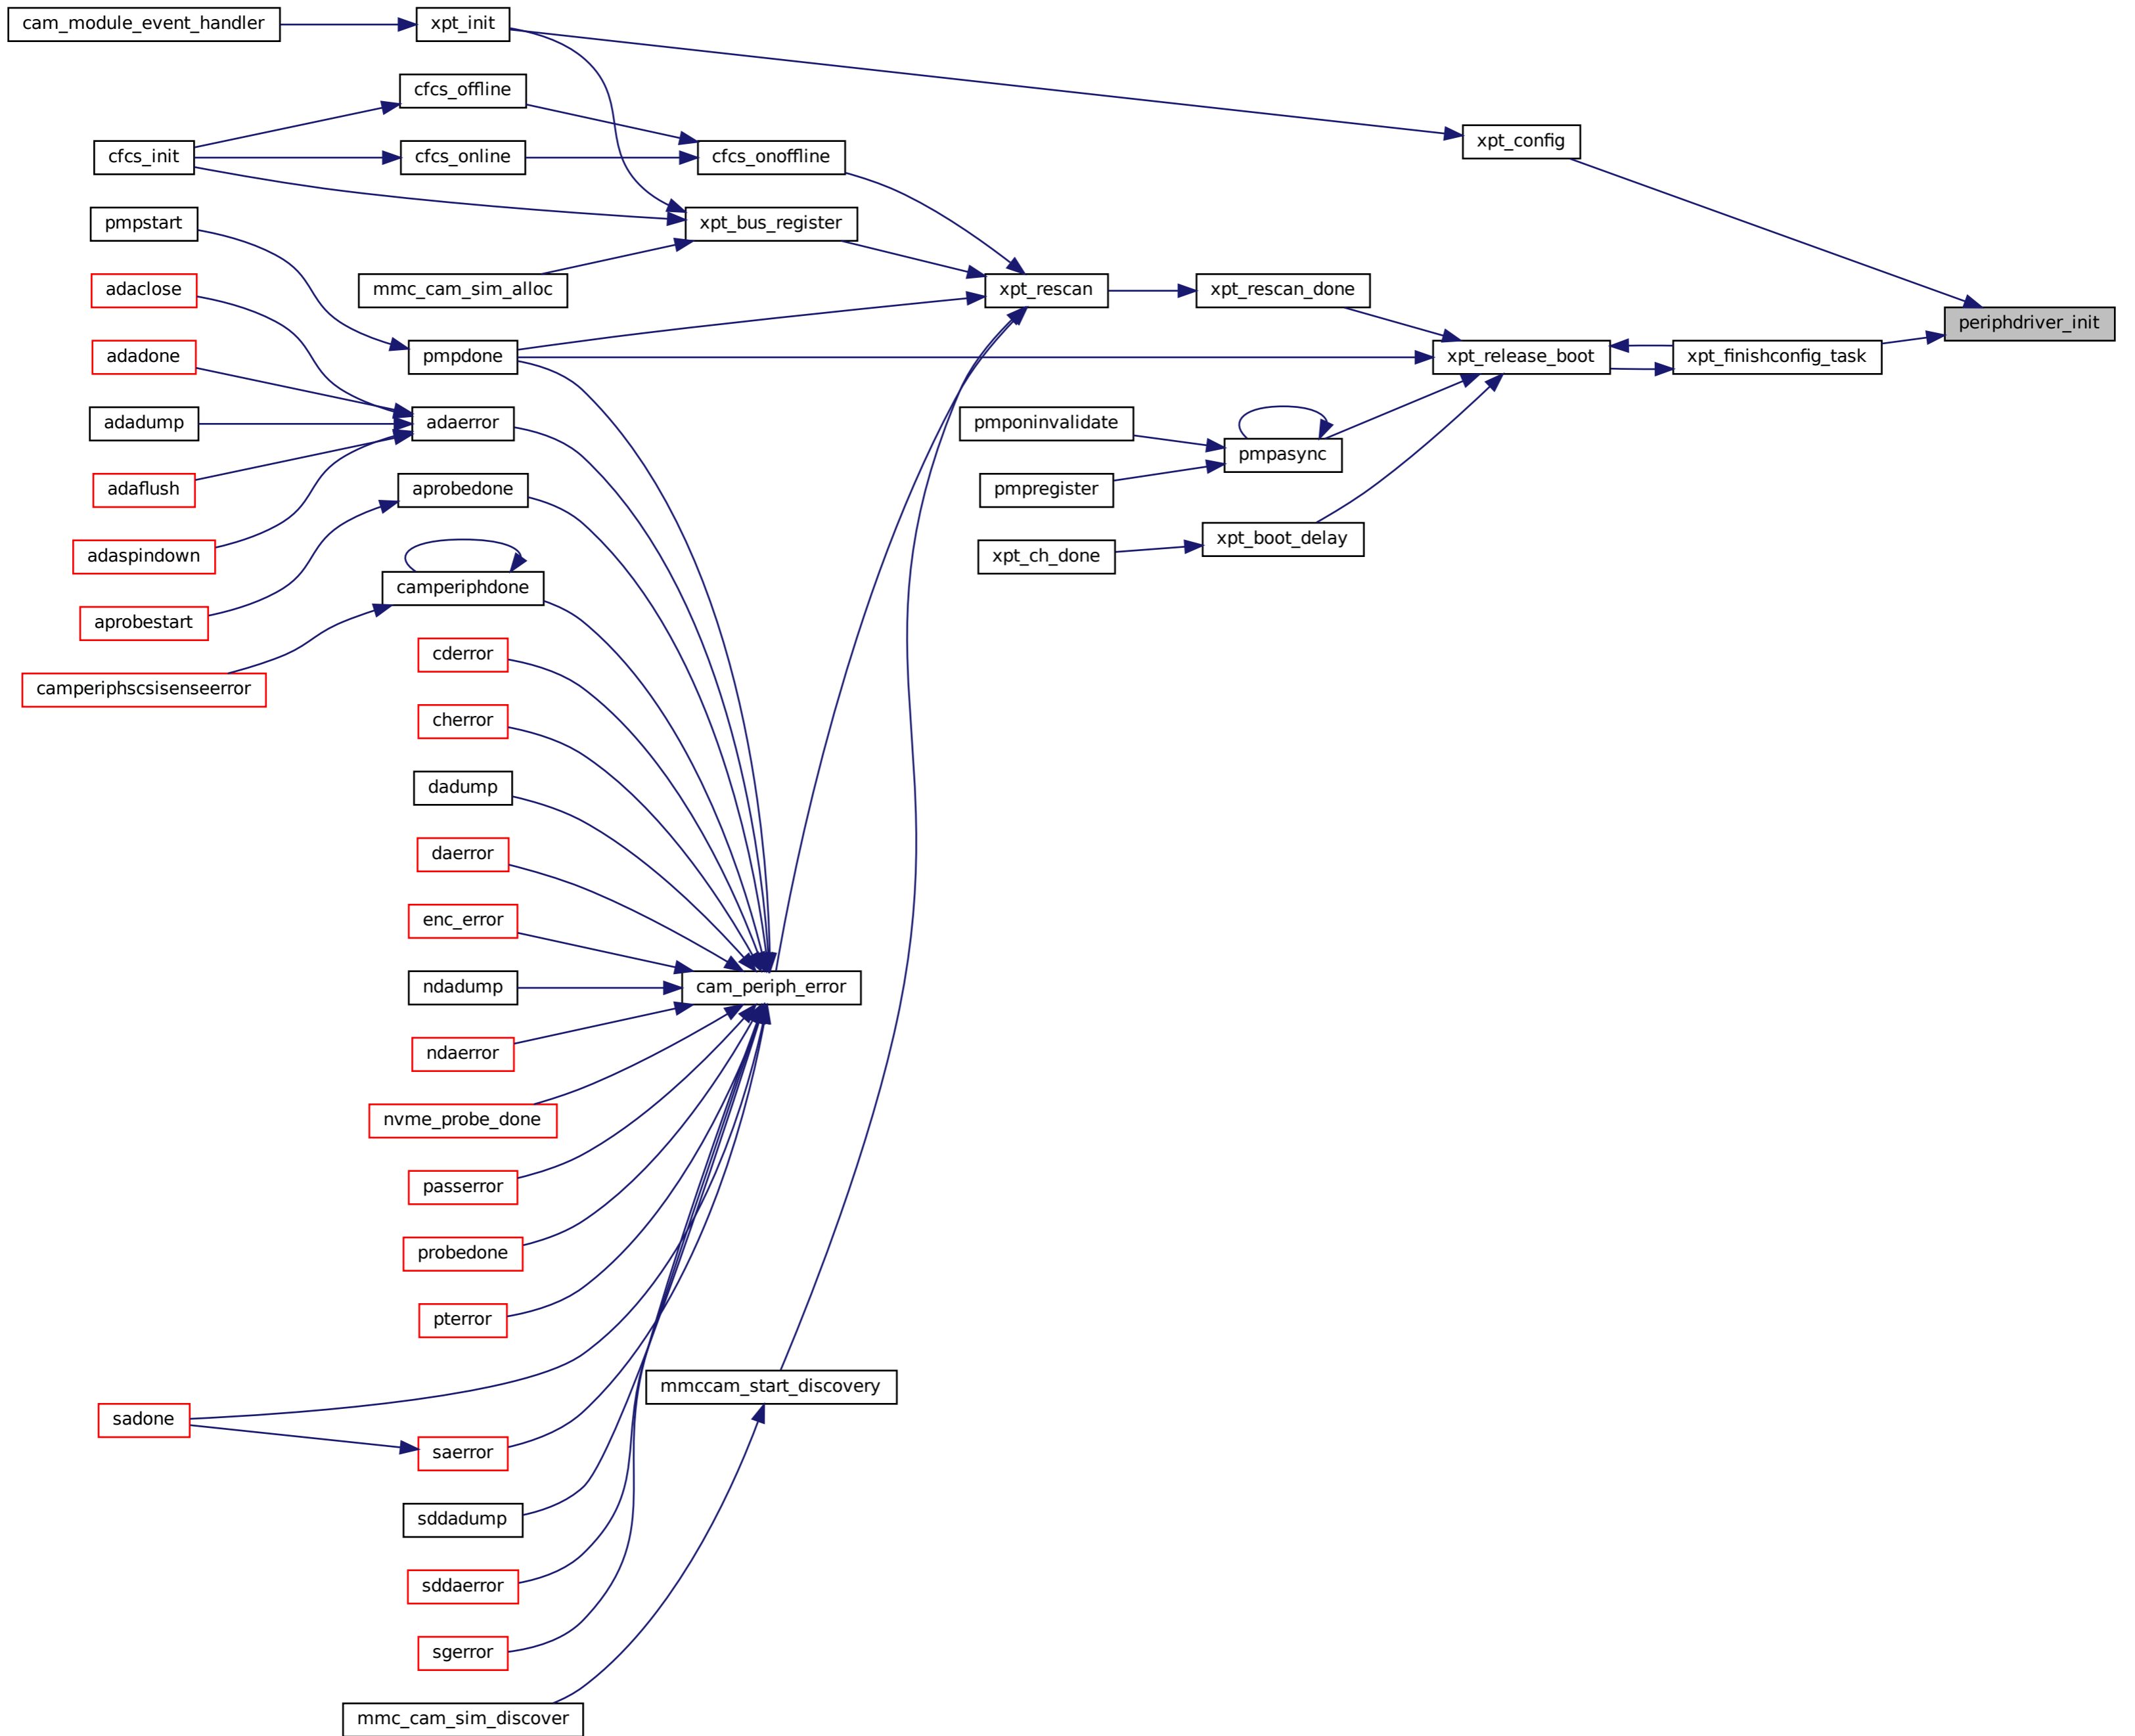 cam_module_event_handler
xpt_init
cfcs_offline
xpt_config
cfcs_init
cfcs_online
cfcs_onoffline
pmpstart
xpt_bus_register
adaclose
mmc_cam_sim_alloc
xpt_rescan
xpt_rescan_done
periphdriver_init
adadone
pmpdone
xpt_release_boot
xpt_finishconfig_task
adadump
adaerror
pmponinvalidate
pmpasync
adaflush
aprobedone
pmpregister
adaspindown
xpt_ch_done
xpt_boot_delay
camperiphdone
aprobestart
cderror
camperiphscsisenseerror
cherror
dadump
daerror
enc_error
ndadump
cam_periph_error
ndaerror
nvme_probe_done
passerror
probedone
pterror
mmccam_start_discovery
sadone
saerror
sddadump
sddaerror
sgerror
mmc_cam_sim_discover